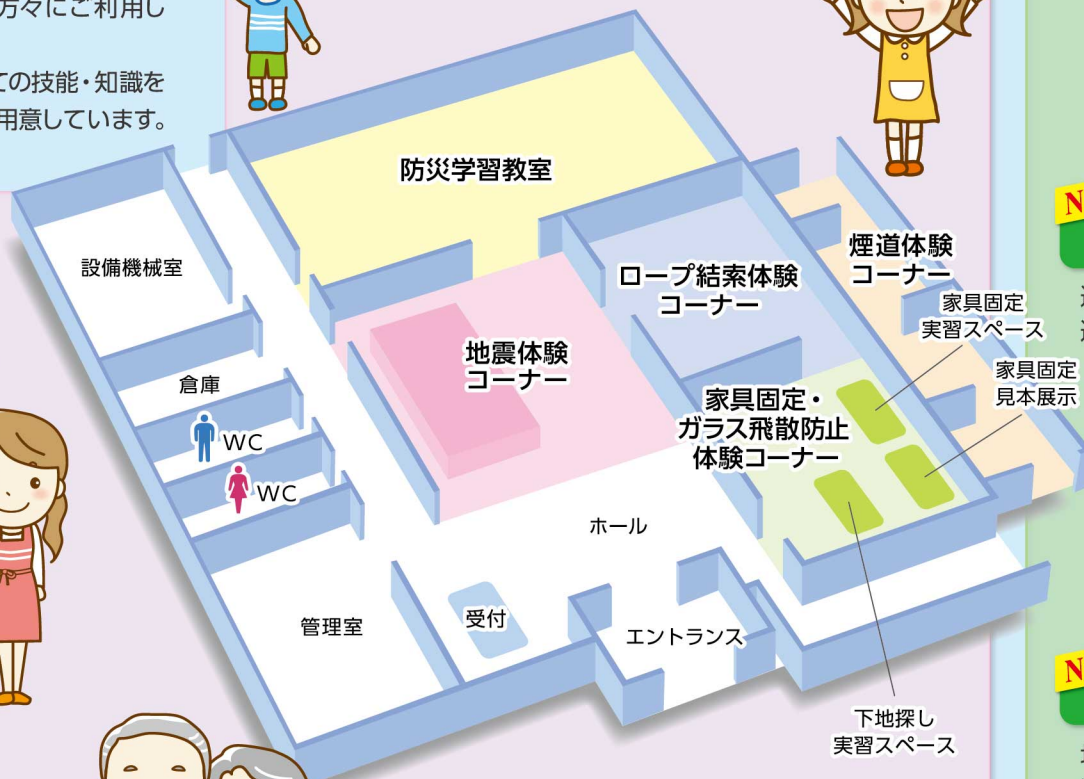 方々にご利用し
ての技能・知識を
用意しています。
防災学習教室
設備機械室
ロープ結索体験
コーナー
煙道体験
コーナー
家具固定
実習スペース
地震体験
コーナー
家具固定
見本展示
倉庫
家具固定・
ガラス飛散防止
体験コーナー
WC
WC
ホール
受付
管理室
エントランス
下地探し
実習スペース